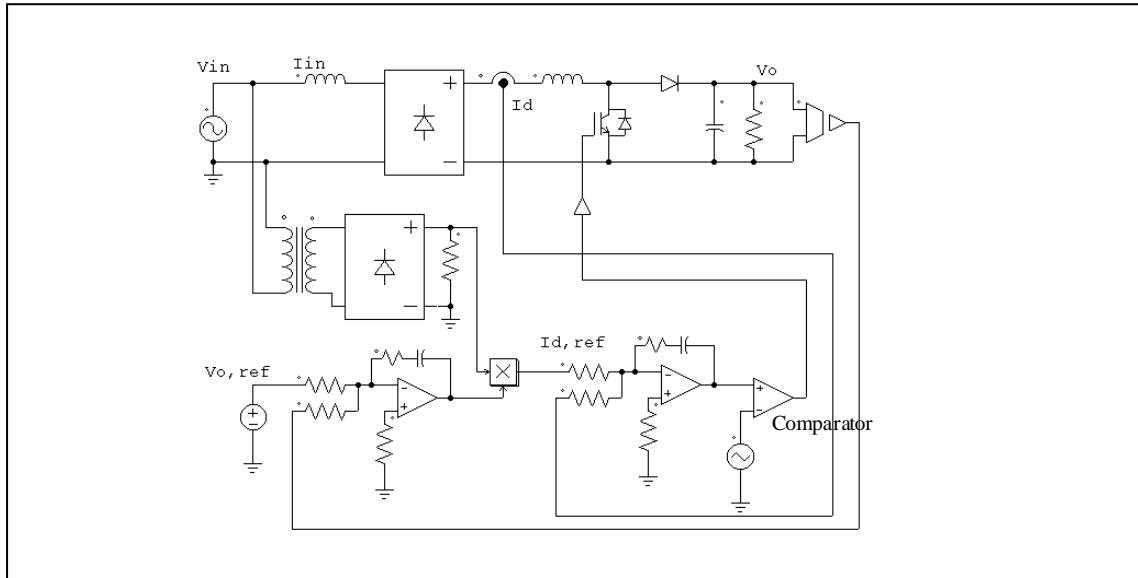 Vin
Iin
Id
Vo
Vo,ref
Id,ref
Comparator